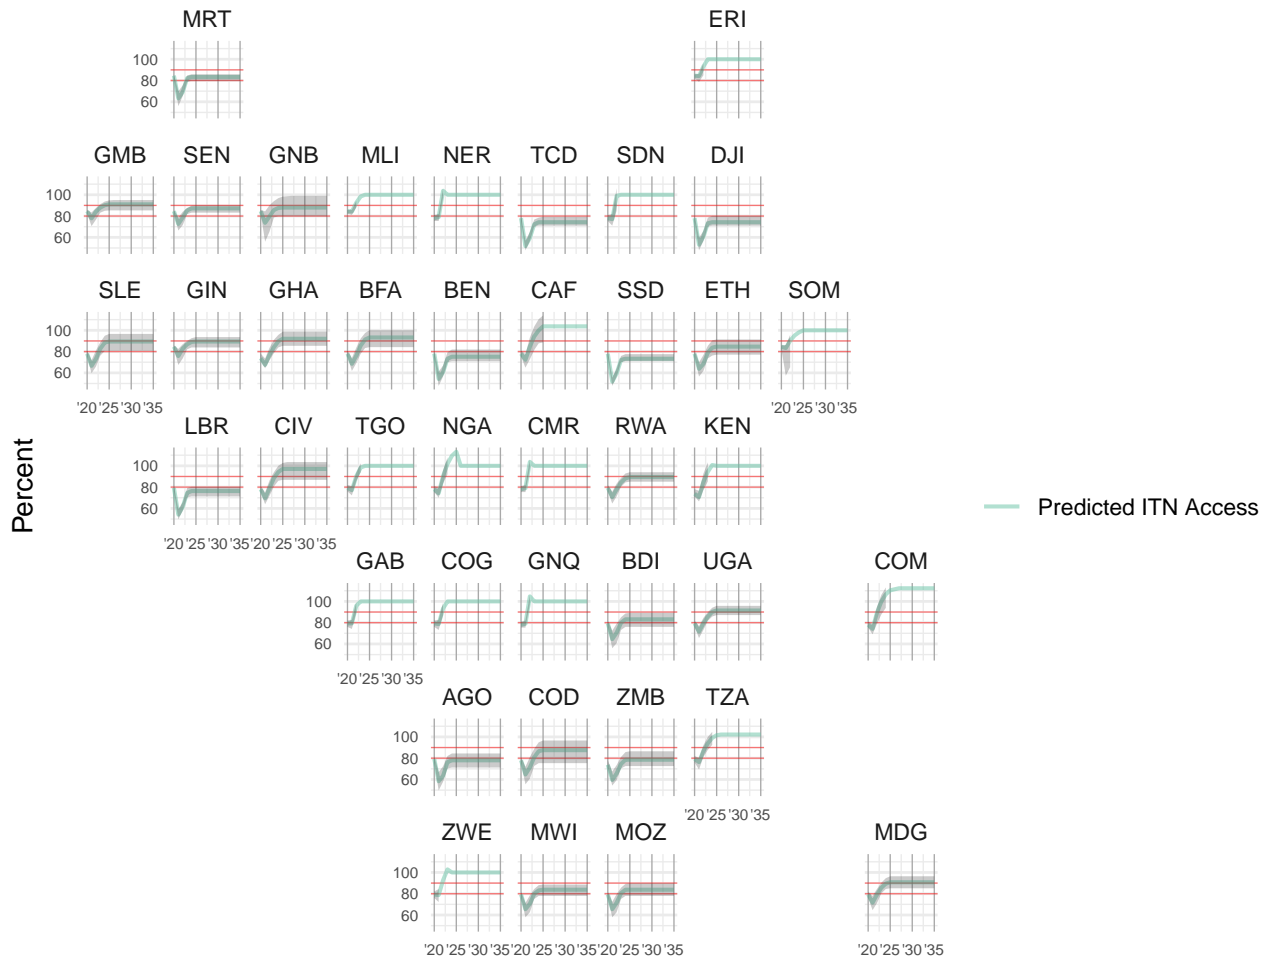 MRT ERI
100
80
60
GMB SEN GNB MLI NER TCD SDN DJI
100
80
60
SLE GIN GHA BFA BEN CAF SSD ETH SOM
100
80
60
'20 '25 '30 '35 '20 '25 '30 '35
LBR CIV TGO NGA CMR RWA KEN
100
80
60
Percent
Predicted ITN Access
'20 '25 '30 '35 '20 '25 '30 '35
GAB COG GNQ BDI UGA COM
100
80
60
'20 '25 '30 '35
AGO COD ZMB TZA
100
80
60
'20 '25 '30 '35
ZWE MWI MOZ MDG
100
80
60
'20 '25 '30 '35 '20 '25 '30 '35 '20 '25 '30 '35 '20 '25 '30 '35